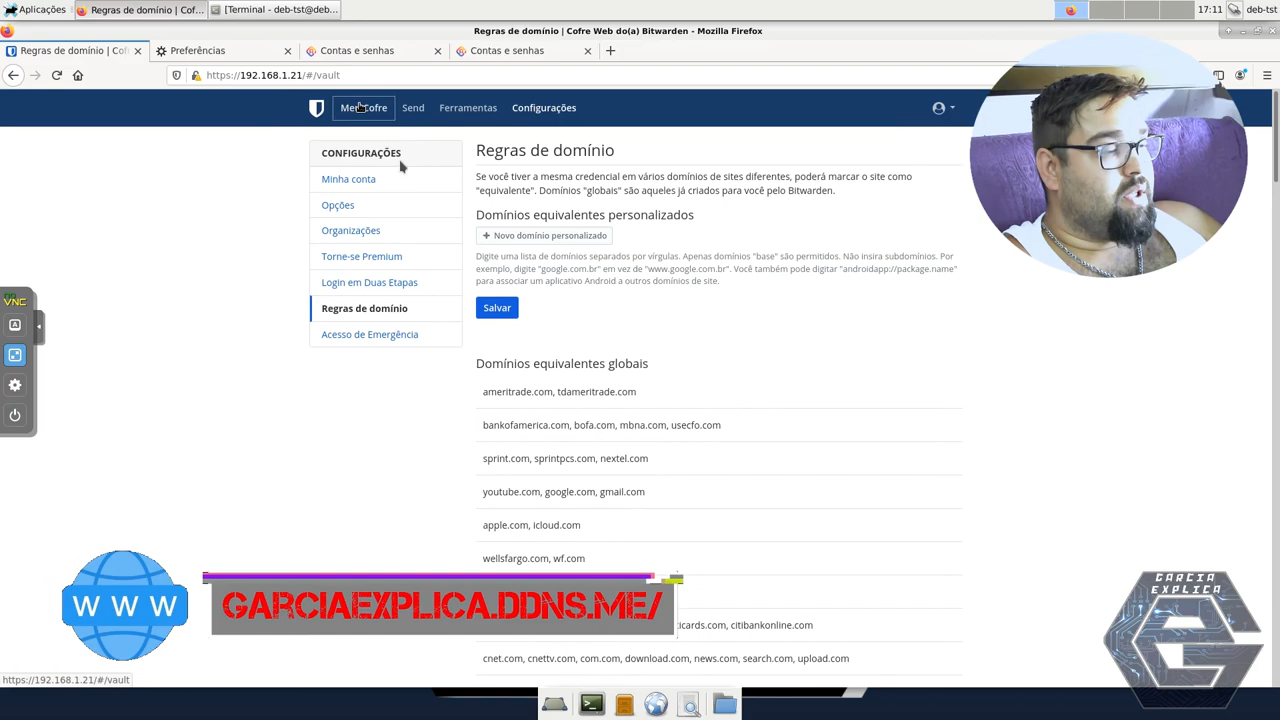 Aplicações
Regras de domínio | Cof...
[Terminal - deb-tst@deb...
17:11
deb-tst
Regras de domínio | Cofre Web do(a) Bitwarden - Mozilla Firefox
Regras de domínio | Cof
Preferências
Contas e senhas
Contas e senhas
https://192.168.1.21/#/vault
Send
Ferramentas
Configurações
CONFIGURAÇÕES
Minha conta
Opções
Organizações
Torne-se Premium
Login em Duas Etapas
Regras de domínio
Acesso de Emergência
Regras de domínio
Se você tiver a mesma credencial em vários domínios de sites diferentes, poderá marcar o site como
"equivalente". Domínios "globais" são aqueles já criados para você pelo Bitwarden.
Domínios equivalentes personalizados
Novo domínio personalizado
Digite uma lista de domínios separados por vírgulas. Apenas domínios "base" são permitidos. Não insira subdomínios. Por
exemplo, digite "google.com.br" em vez de "www.google.com.br". Você também pode digitar "androidapp://package.name"
para associar um aplicativo Android a outros domínios de site.
Salvar
Domínios equivalentes globais
ameritrade.com, tdameritrade.com
bankofamerica.com, bofa.com, mbna.com, usecfo.com
sprint.com, sprintpcs.com, nextel.com
youtube.com, google.com, gmail.com
apple.com, icloud.com
wellsfargo.com, wf.com
icards.com, citibankonline.com
cnet.com, cnettv.com, com.com, download.com, news.com, search.com, upload.com
VNC
A
WWW
GARCIAEXPLICA.DDNS.ME/
GARCIA
EXPLICA
https://192.168.1.21/#/vault